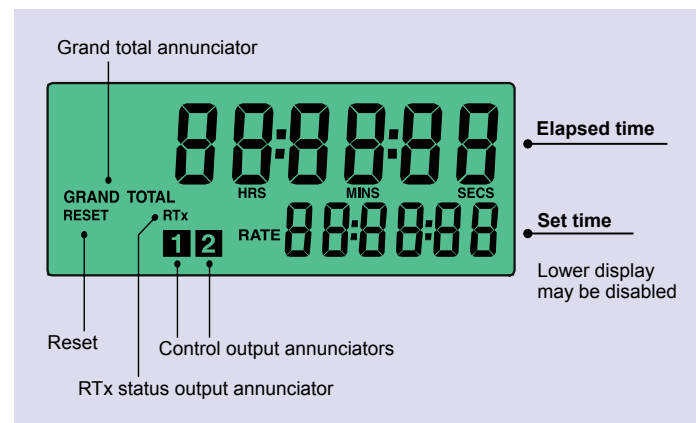 Grand total annunciator
88:88:88
Elapsed time
HRS MINS SECS
GRAND TOTAL
RESET RTx
1 2 RATE 88:88:88
Set time
Lower display
may be disabled
Reset
Control output annunciators
RTx status output annunciator